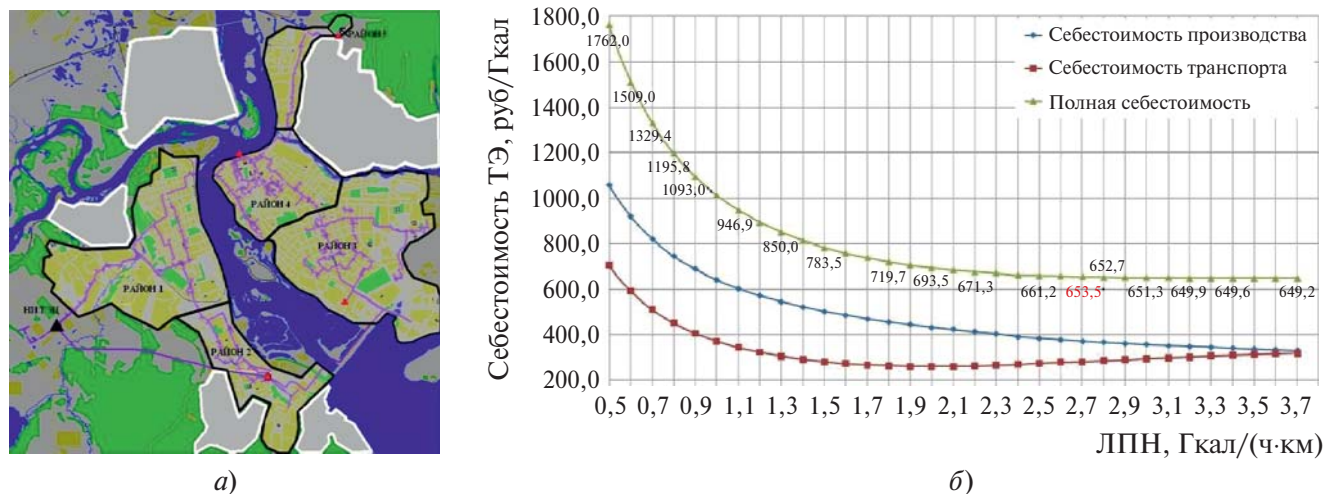 РАЙОН 5
РАЙОН 4
РАЙОН 3
РАЙОН 1
РАЙОН 2
а)
Себестоимость ТЭ, руб/Гкал
1800,0
1600,0
1400,0
1200,0
1000,0
800,0
600,0
400,0
200,0
1762,0
1509,0
1329,4
1195,8
1093,0
946,9
850,0
783,5
719,7
693,5
671,3
661,2
653,5
652,7
651,3
649,9
649,6
649,2
Себестоимость производства
Себестоимость транспорта
Полная себестоимость
0,5 0,7 0,9 1,1 1,3 1,5 1,7 1,9 2,1 2,3 2,5 2,7 2,9 3,1 3,3 3,5 3,7
ЛПН, Гкал/(ч·км)
б)